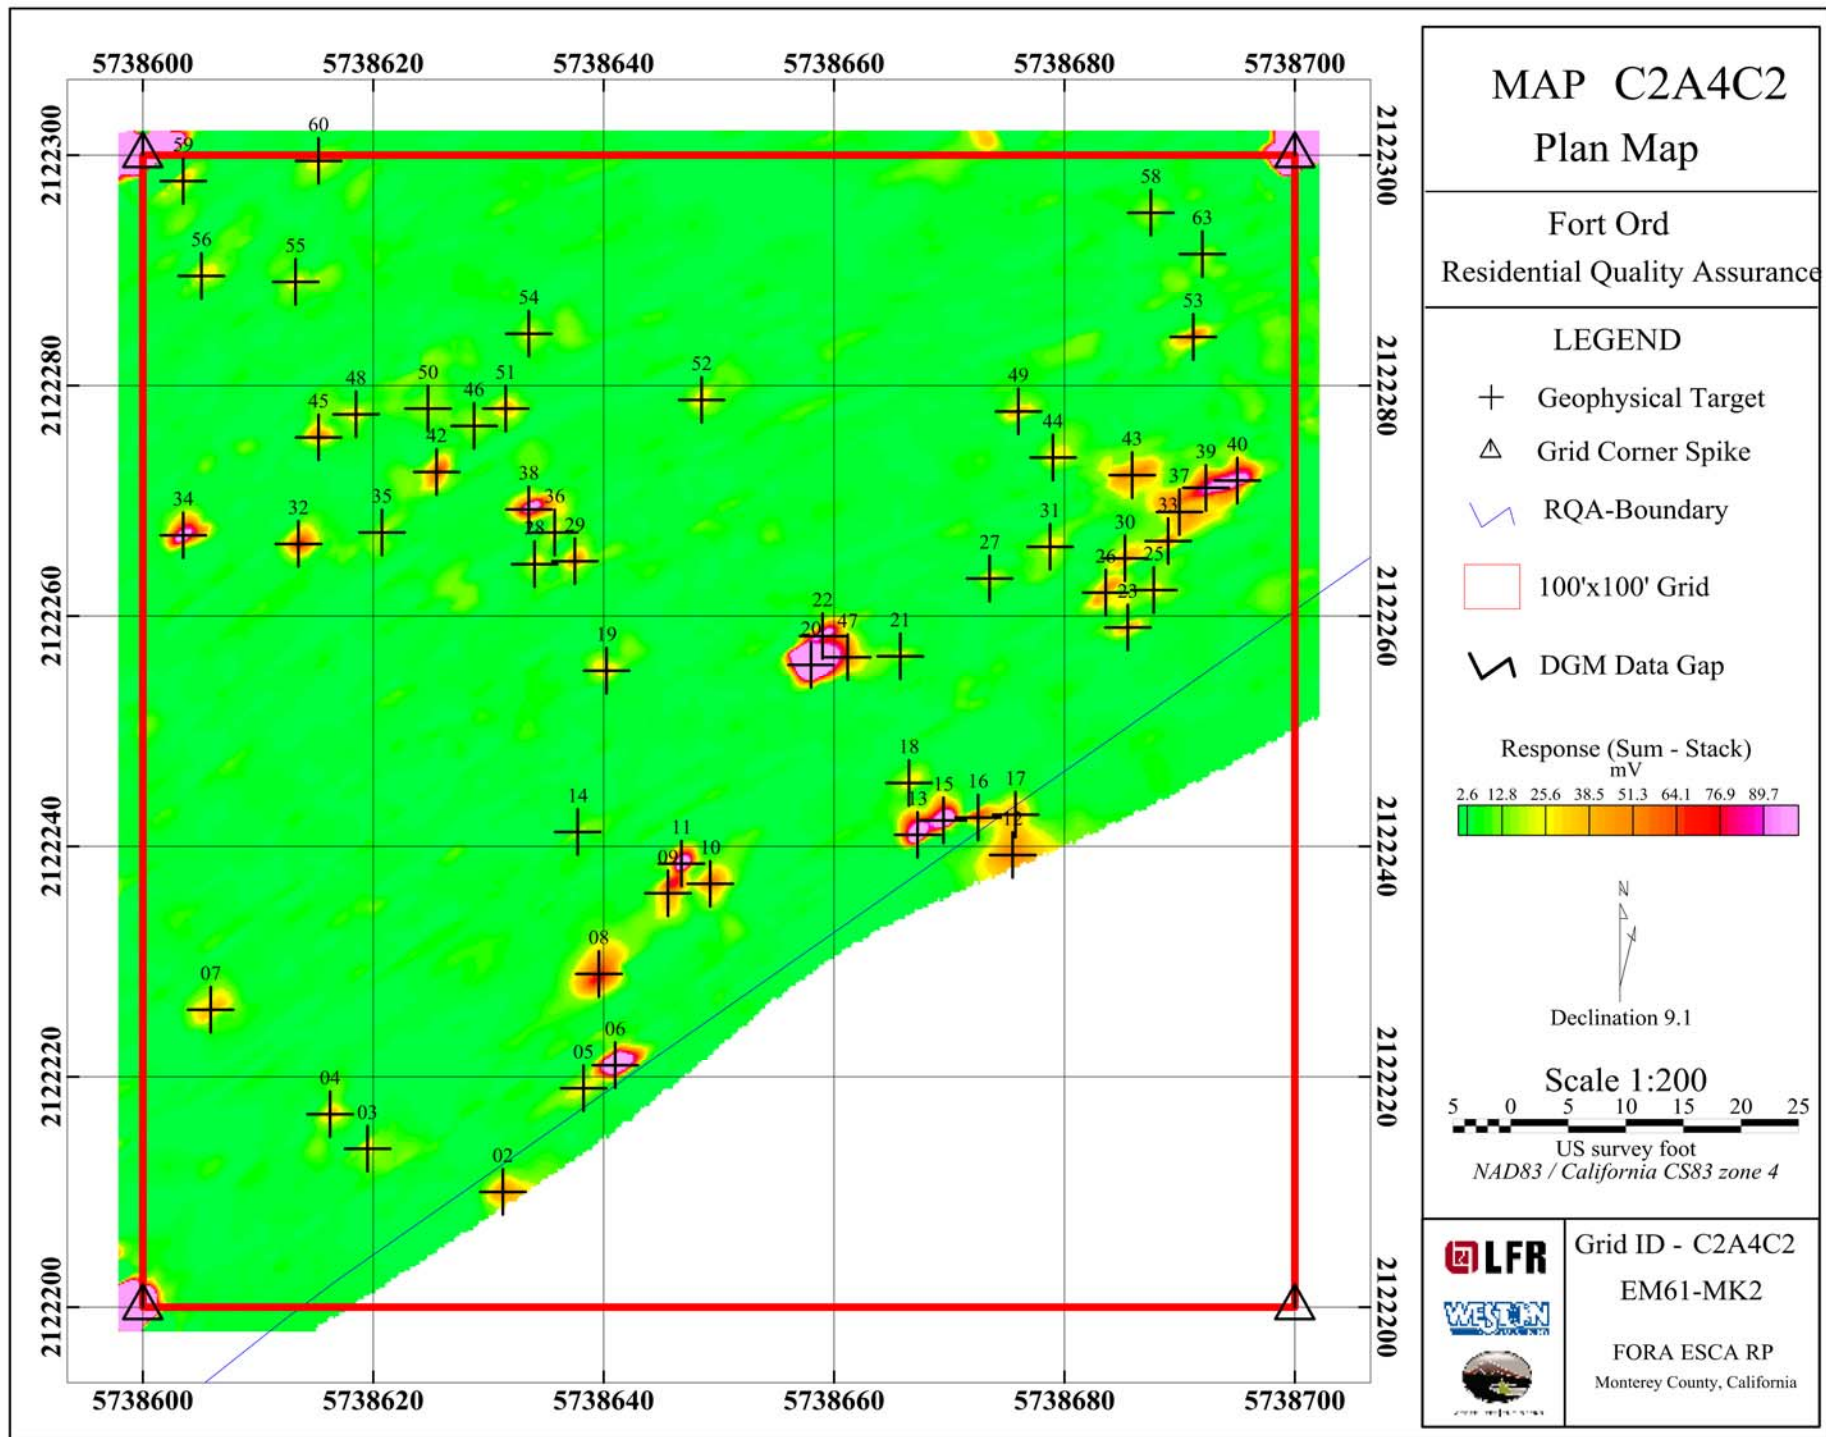 5738600 5738620 5738640 5738660 5738680 5738700
2122300 2122300
2122280 2122280
2122260 2122260
2122240 2122240
2122220 2122220
2122200 2122200
60
59
58
63
56
55
54
53
52
51
50
49
48
46
45
44
43
42
40
39
38
37
36
35
34
33
32
31
30
29
28
27
26
25
23
22
47
21
20
19
18
17
16
15
14
13
12
11
10
09
08
07
06
05
04
03
02
5738600 5738620 5738640 5738660 5738680 5738700
MAP C2A4C2
Plan Map
Fort Ord
Residential Quality Assurance
LEGEND
Geophysical Target
Grid Corner Spike
RQA-Boundary
100'x100' Grid
DGM Data Gap
Response (Sum - Stack)
mV
2.6 12.8 25.6 38.5 51.3 64.1 76.9 89.7
N
N
Declination 9.1
Scale 1:200
5 0 5 10 15 20 25
US survey foot
NAD83 / California CS83 zone 4
LFR
WESTON
Grid ID - C2A4C2
EM61-MK2
FORA ESCA RP
Monterey County, California